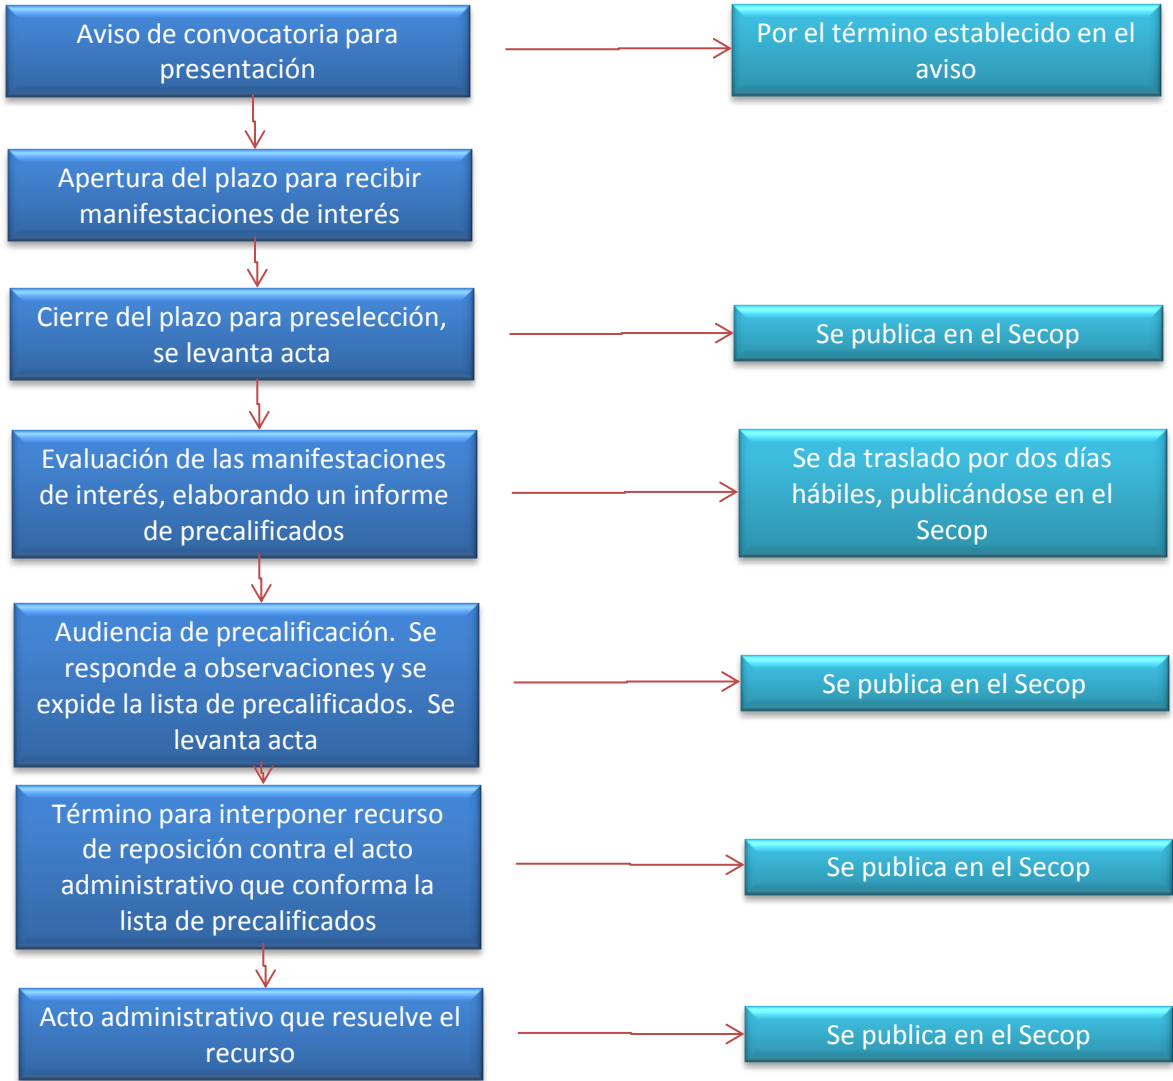 Aviso de convocatoria para
presentación
Por el término establecido en el
aviso
Apertura del plazo para recibir
manifestaciones de interés
Cierre del plazo para preselección,
se levanta acta
Se publica en el Secop
Evaluación de las manifestaciones
de interés, elaborando un informe
de precalificados
Se da traslado por dos días
hábiles, publicándose en el
Secop
Audiencia de precalificación.  Se
responde a observaciones y se
expide la lista de precalificados.  Se
levanta acta
Se publica en el Secop
Término para interponer recurso
de reposición contra el acto
administrativo que conforma la
lista de precalificados
Se publica en el Secop
Acto administrativo que resuelve el
recurso
Se publica en el Secop